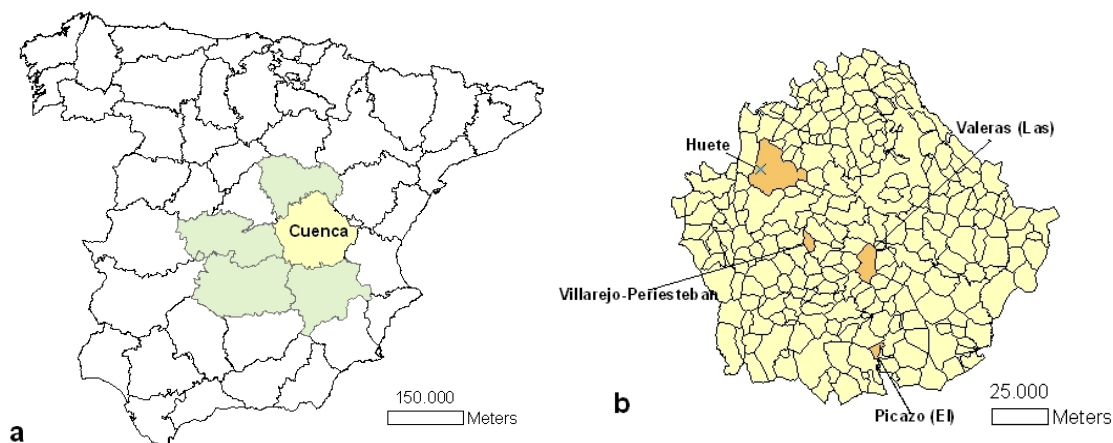 Cuenca
150.000
Meters
a
Huete
Valeras (Las)
Villarejo-Periesteban
Picazo (El)
25.000
Meters
b